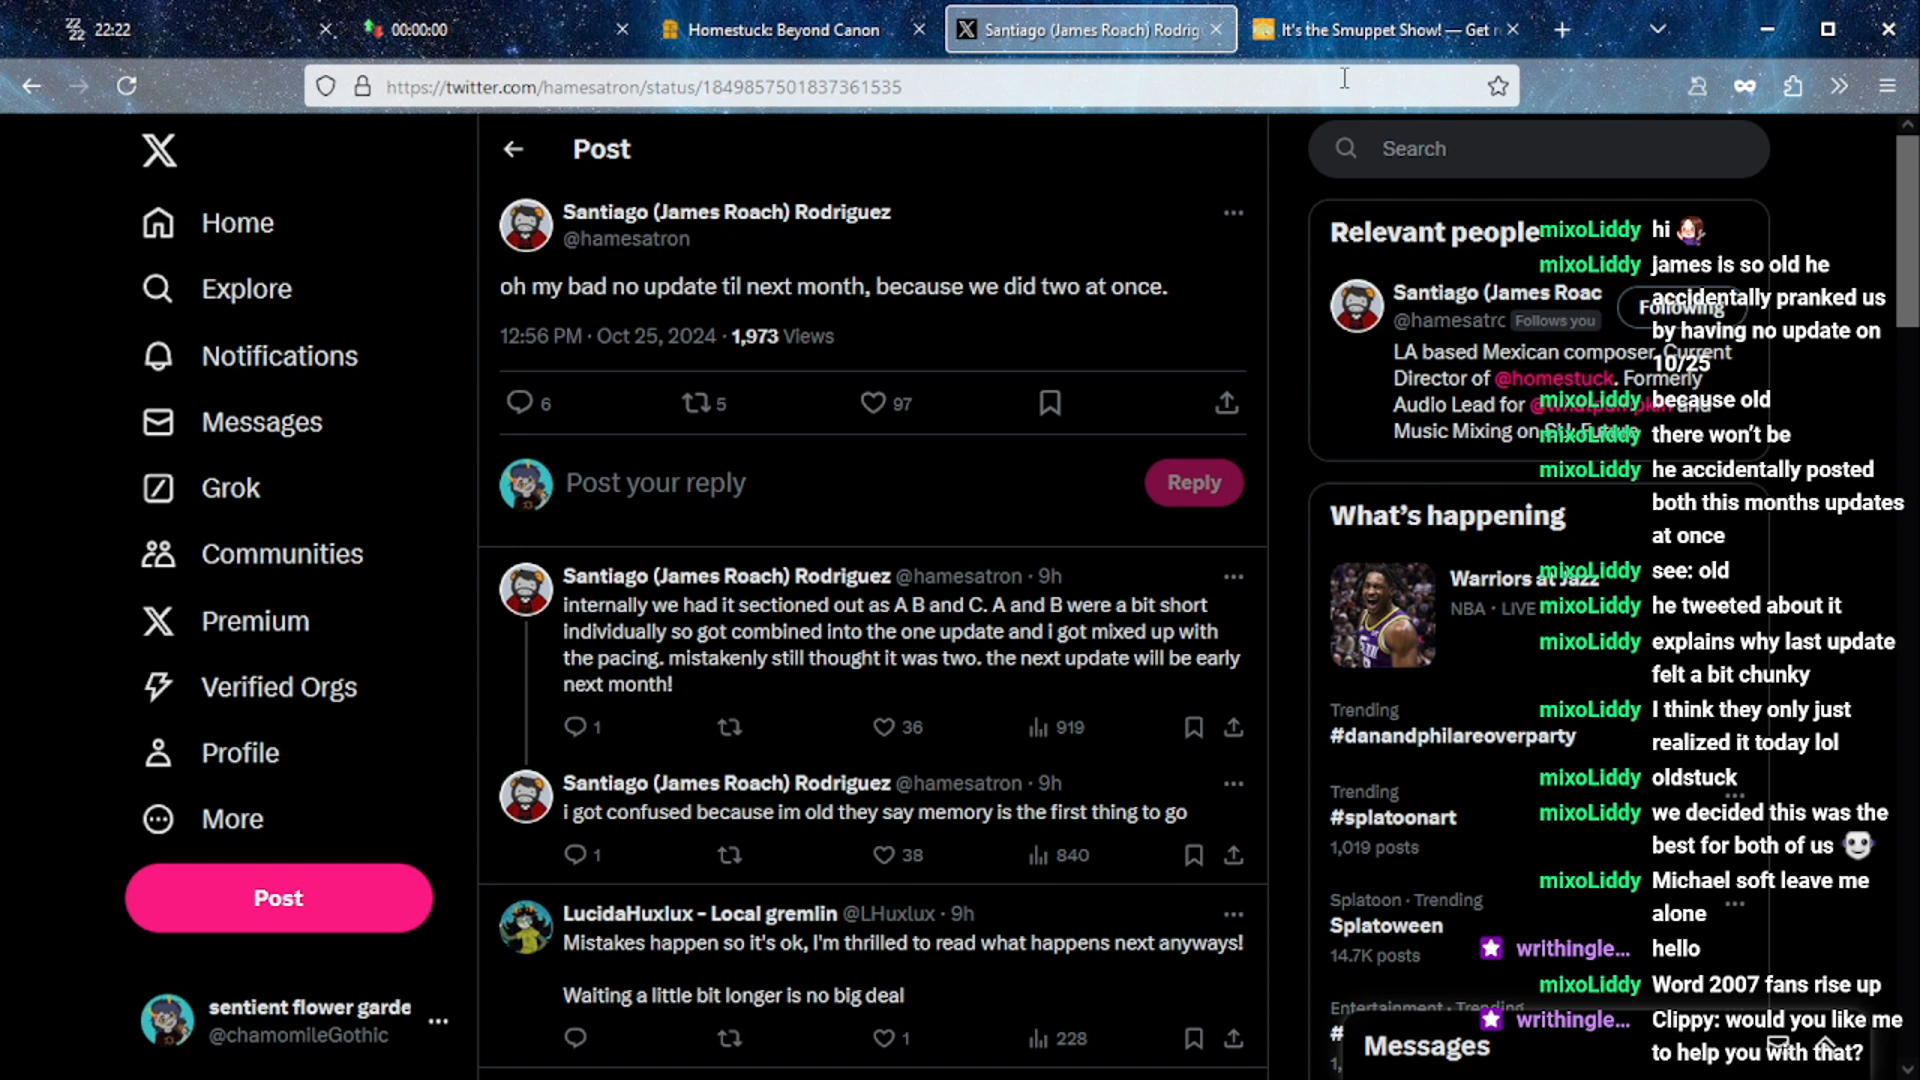 22:22
00:00:00
Homestuck: Beyond Canon
Santiago (James Roach) Rodrig
It's the Smuppet Show! — Get r
https://twitter.com/hamesatron/status/1849857501837361535
Home
Explore
Notifications
Messages
Grok
Communities
Premium
Verified Orgs
Profile
More
Post
sentient flower garde
@chamomileGothic
Post
Santiago (James Roach) Rodriguez
@hamesatron
oh my bad no update til next month, because we did two at once.
12:56 PM · Oct 25, 2024 · 1,973 Views
6
5
97
Post your reply
Reply
Santiago (James Roach) Rodriguez @hamesatron · 9h
internally we had it sectioned out as A B and C. A and B were a bit short
individually so got combined into the one update and i got mixed up with
the pacing. mistakenly still thought it was two. the next update will be early
next month!
1
36
919
Santiago (James Roach) Rodriguez @hamesatron · 9h
i got confused because im old they say memory is the first thing to go
1
38
840
LucidaHuxlux - Local gremlin @LHuxlux · 9h
Mistakes happen so it's ok, I'm thrilled to read what happens next anyways!
Waiting a little bit longer is no big deal
1
228
Search
Relevant people
Santiago (James Roac
Following
@hamesatrc Follows you
LA based Mexican composer. Current
Director of @homestuck. Formerly
Audio Lead for @whatpumpkin and
Music Mixing on SU: Future
What's happening
Warriors at Jazz
NBA · LIVE
Trending
#danandphilareoverparty
Trending
#splatoonart
1,019 posts
Splatoon · Trending
Splatoween
14.7K posts
Entertainment · Trending
#
Messages
mixoLiddy hi
mixoLiddy james is so old he
accidentally pranked us
by having no update on
10/25
mixoLiddy because old
mixoLiddy there won't be
mixoLiddy he accidentally posted
both this months updates
at once
mixoLiddy see: old
mixoLiddy he tweeted about it
mixoLiddy explains why last update
felt a bit chunky
mixoLiddy I think they only just
realized it today lol
mixoLiddy oldstuck
mixoLiddy we decided this was the
best for both of us
mixoLiddy Michael soft leave me
alone
writhingle... hello
mixoLiddy Word 2007 fans rise up
writhingle... Clippy: would you like me
to help you with that?